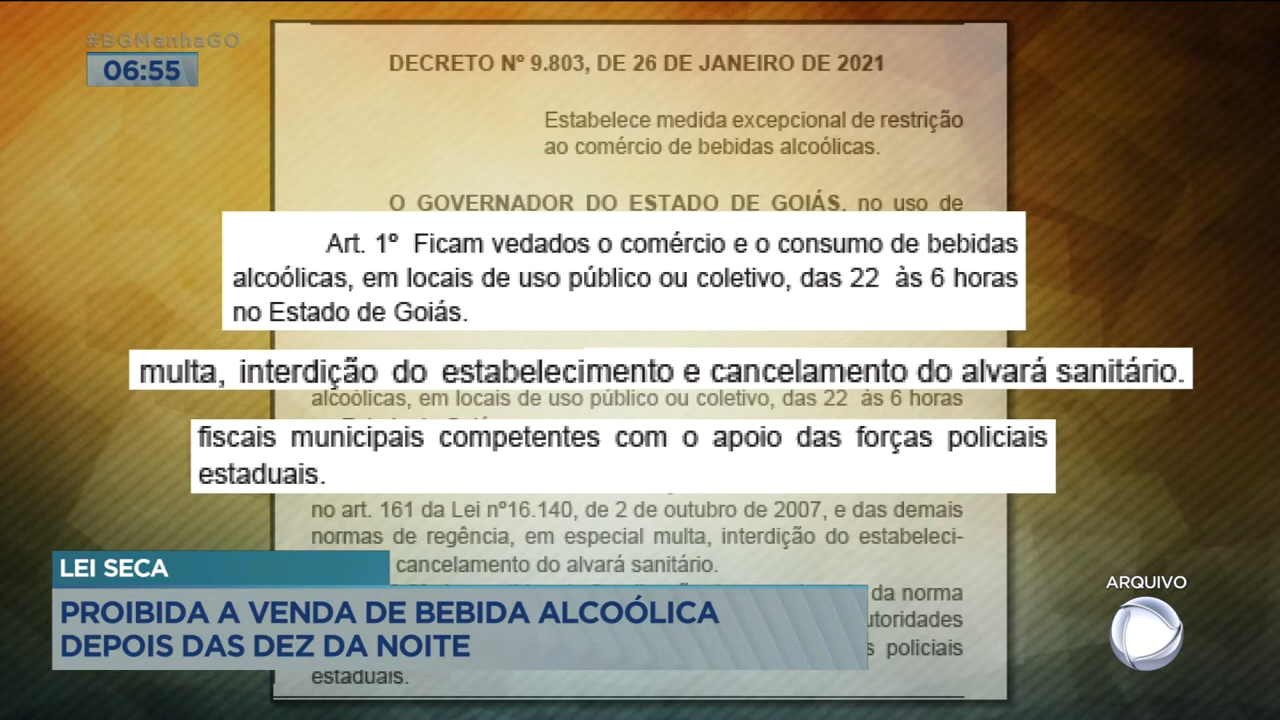 #BGManhaGO
06:55
DECRETO Nº 9.803, DE 26 DE JANEIRO DE 2021
Estabelece medida excepcional de restrição
ao comércio de bebidas alcoólicas.
O GOVERNADOR DO ESTADO DE GOIÁS, no uso de
Art. 1º Ficam vedados o comércio e o consumo de bebidas
alcoólicas, em locais de uso público ou coletivo, das 22 às 6 horas
no Estado de Goiás.
multa, interdição do estabelecimento e cancelamento do alvará sanitário.
alcoólicas, em locais de uso público ou coletivo, das 22 às 6 horas
fiscais municipais competentes com o apoio das forças policiais
estaduais.
no art. 161 da Lei nº16.140, de 2 de outubro de 2007, e das demais
normas de regência, em especial multa, interdição do estabeleci-
cancelamento do alvará sanitário.
LEI SECA
da norma
PROIBIDA A VENDA DE BEBIDA ALCOÓLICA
DEPOIS DAS DEZ DA NOITE
policiais
estaduais.
ARQUIVO